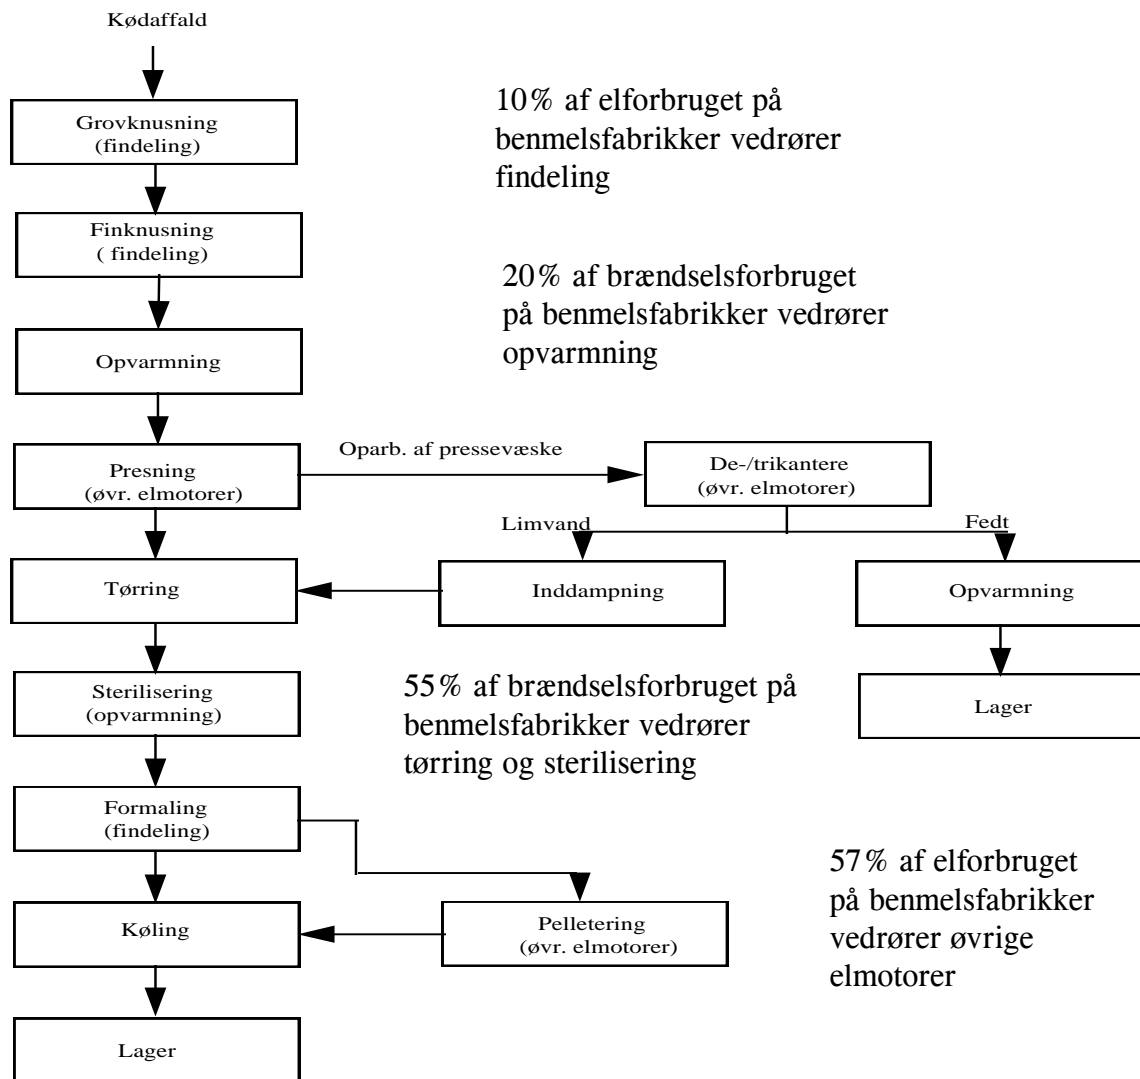 Kødaffald
Grovknusning
(findeling)
10% af elforbruget på
benmelsfabrikker vedrører
findeling
Finknusning
( findeling)
20% af brændselsforbruget
på benmelsfabrikker vedrører
opvarmning
Opvarmning
Presning
(øvr. elmotorer)
Oparb. af pressevæske
De-/trikantere
(øvr. elmotorer)
Limvand
Fedt
Tørring
Inddampning
Opvarmning
Sterilisering
(opvarmning)
55% af brændselsforbruget på
benmelsfabrikker vedrører
tørring og sterilisering
Lager
Formaling
(findeling)
57% af elforbruget
på benmelsfabrikker
vedrører øvrige
elmotorer
Køling
Pelletering
(øvr. elmotorer)
Lager